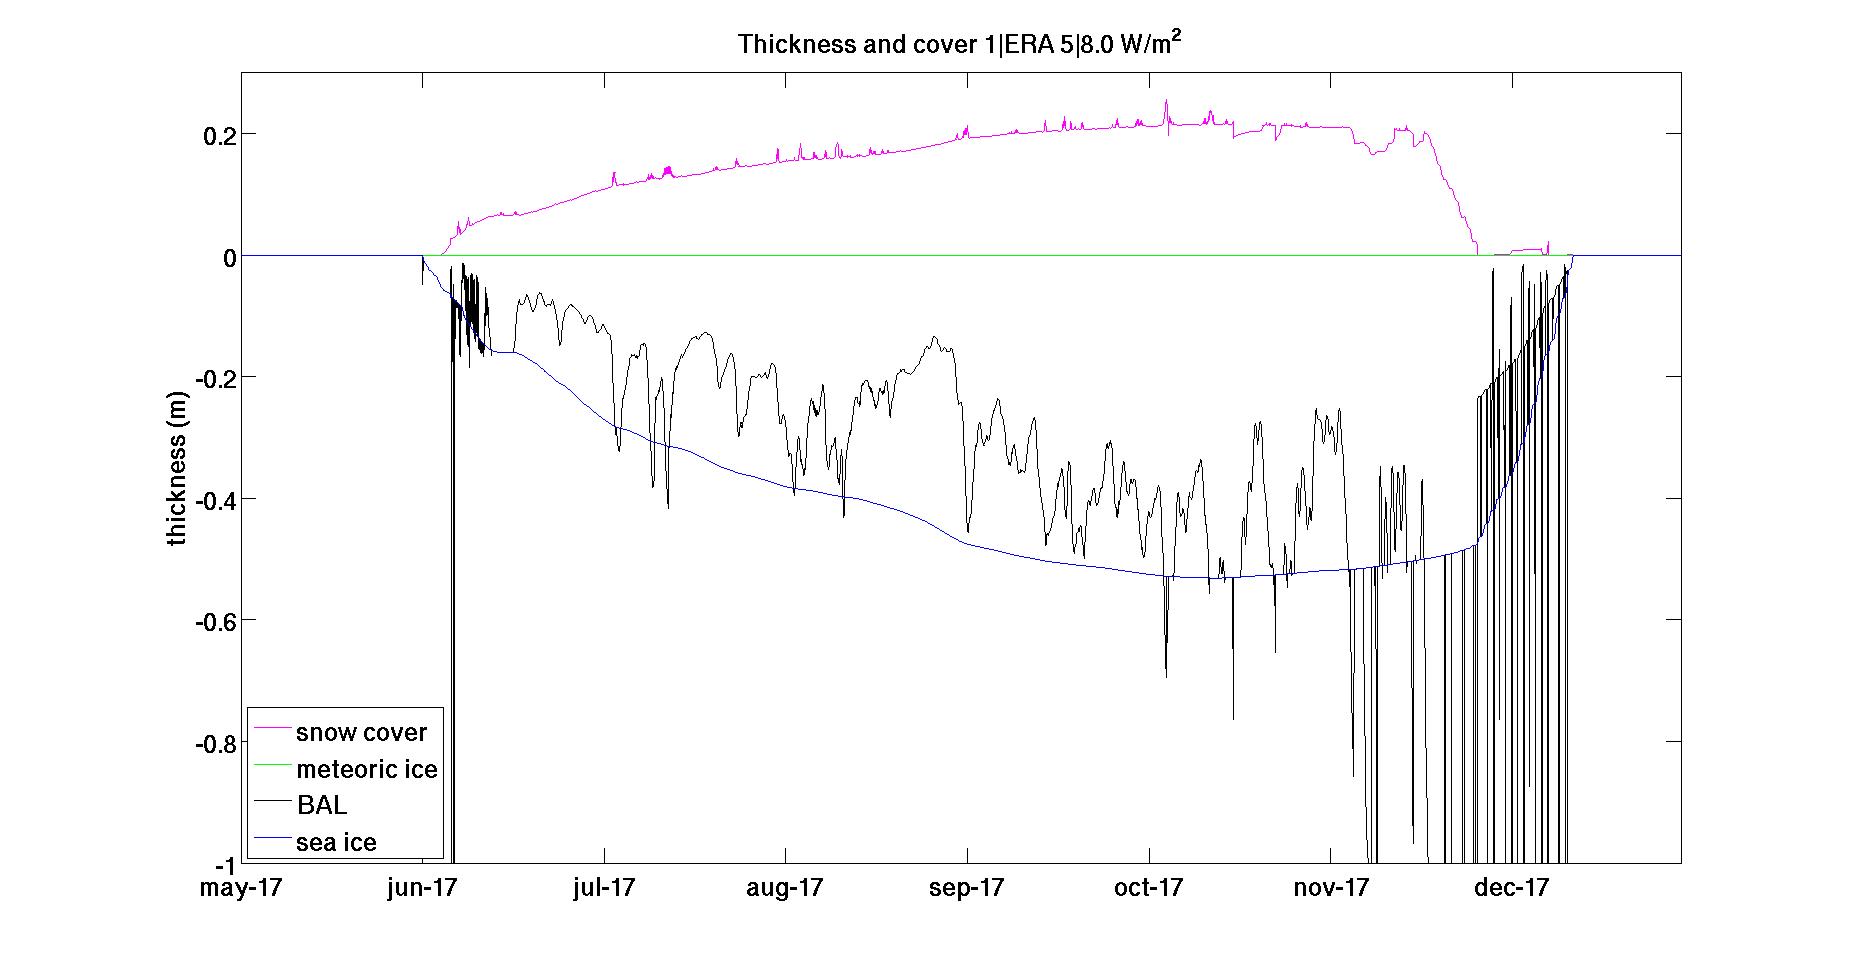 Thickness and cover 1|ERA 5|8.0 W/m²
thickness (m)
0.2
0
-0.2
-0.4
-0.6
-0.8
-1
snow cover
meteoric ice
BAL
sea ice
may-17 jun-17 jul-17 aug-17 sep-17 oct-17 nov-17 dec-17